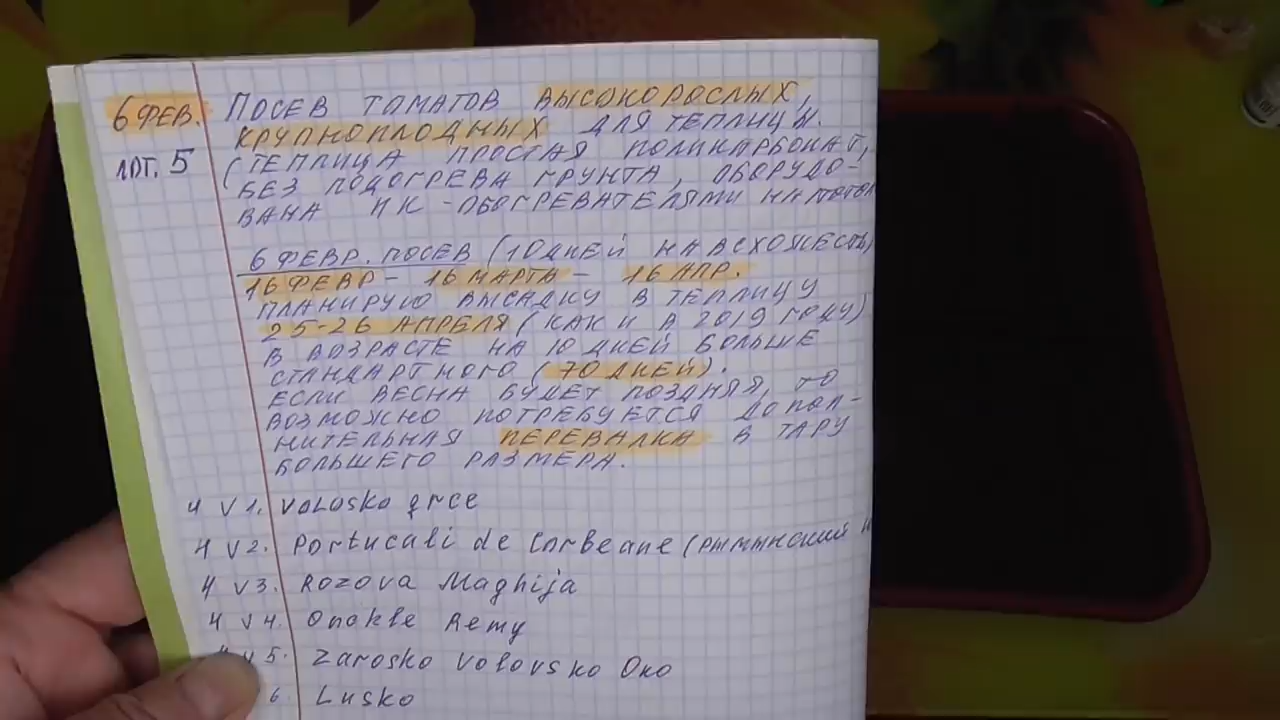 6 ФЕВ. ПОСЕВ ТОМАТОВ ВЫСОКОРОСЛЫХ,
КРУПНОПЛОДНЫХ ДЛЯ ТЕПЛИЦЫ.
ЛОТ. 5 (ТЕПЛИЦА ПРОСТАЯ ПОЛИКАРБОНАТ,
БЕЗ ПОДОГРЕВА ГРУНТА, ОБОРУДО-
ВАНА ИК-ОБОГРЕВАТЕЛЯМИ НА ПОТОЛ
6 ФЕВР. ПОСЕВ (10 ДНЕЙ НА ВСХОЖЕСТЬ)
16 ФЕВР - 16 МАРТА - 16 АПР.
ПЛАНИРУЮ ВЫСАДКУ В ТЕПЛИЦУ
25-26 АПРЕЛЯ (КАК И В 2019 ГОДУ)
В ВОЗРАСТЕ НА 10 ДНЕЙ БОЛЬШЕ
СТАНДАРТНОГО (70 ДНЕЙ).
ЕСЛИ ВЕСНА БУДЕТ ПОЗДНЯЯ, ТО
ВОЗМОЖНО ПОТРЕБУЕТСЯ ДОПОЛ-
НИТЕЛЬНАЯ ПЕРЕВАЛКА В ТАРУ
БОЛЬШЕГО РАЗМЕРА.
4 V 1. Volosko grce
4 V 2. Portucali de Corbeane (РУМЫНСКИЙ
4 V 3. Rozova Maghija
4 V 4. Onakle Remy
4 V 5. Zarosko Volovsko Oko
6 Lusko